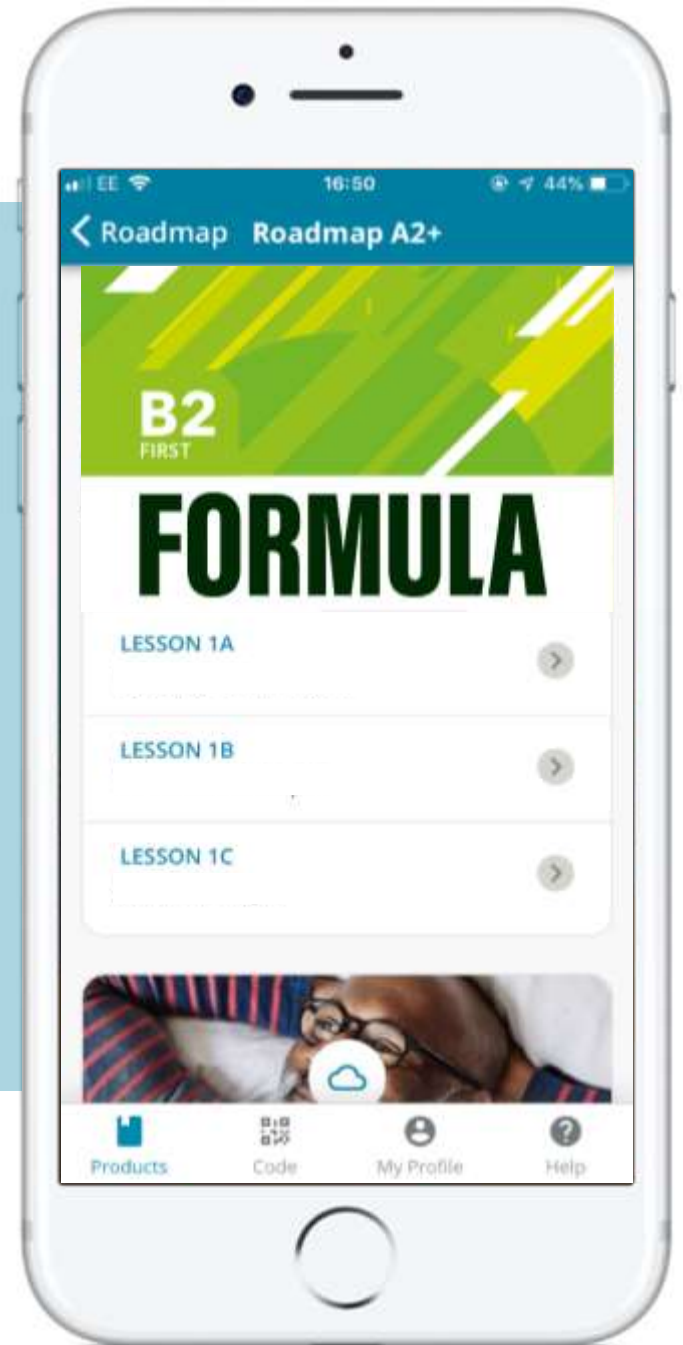 EE 16:50 44%
Roadmap Roadmap A2+
B2
FIRST
FORMULA
LESSON 1A
LESSON 1B
LESSON 1C
Products Code My Profile Help